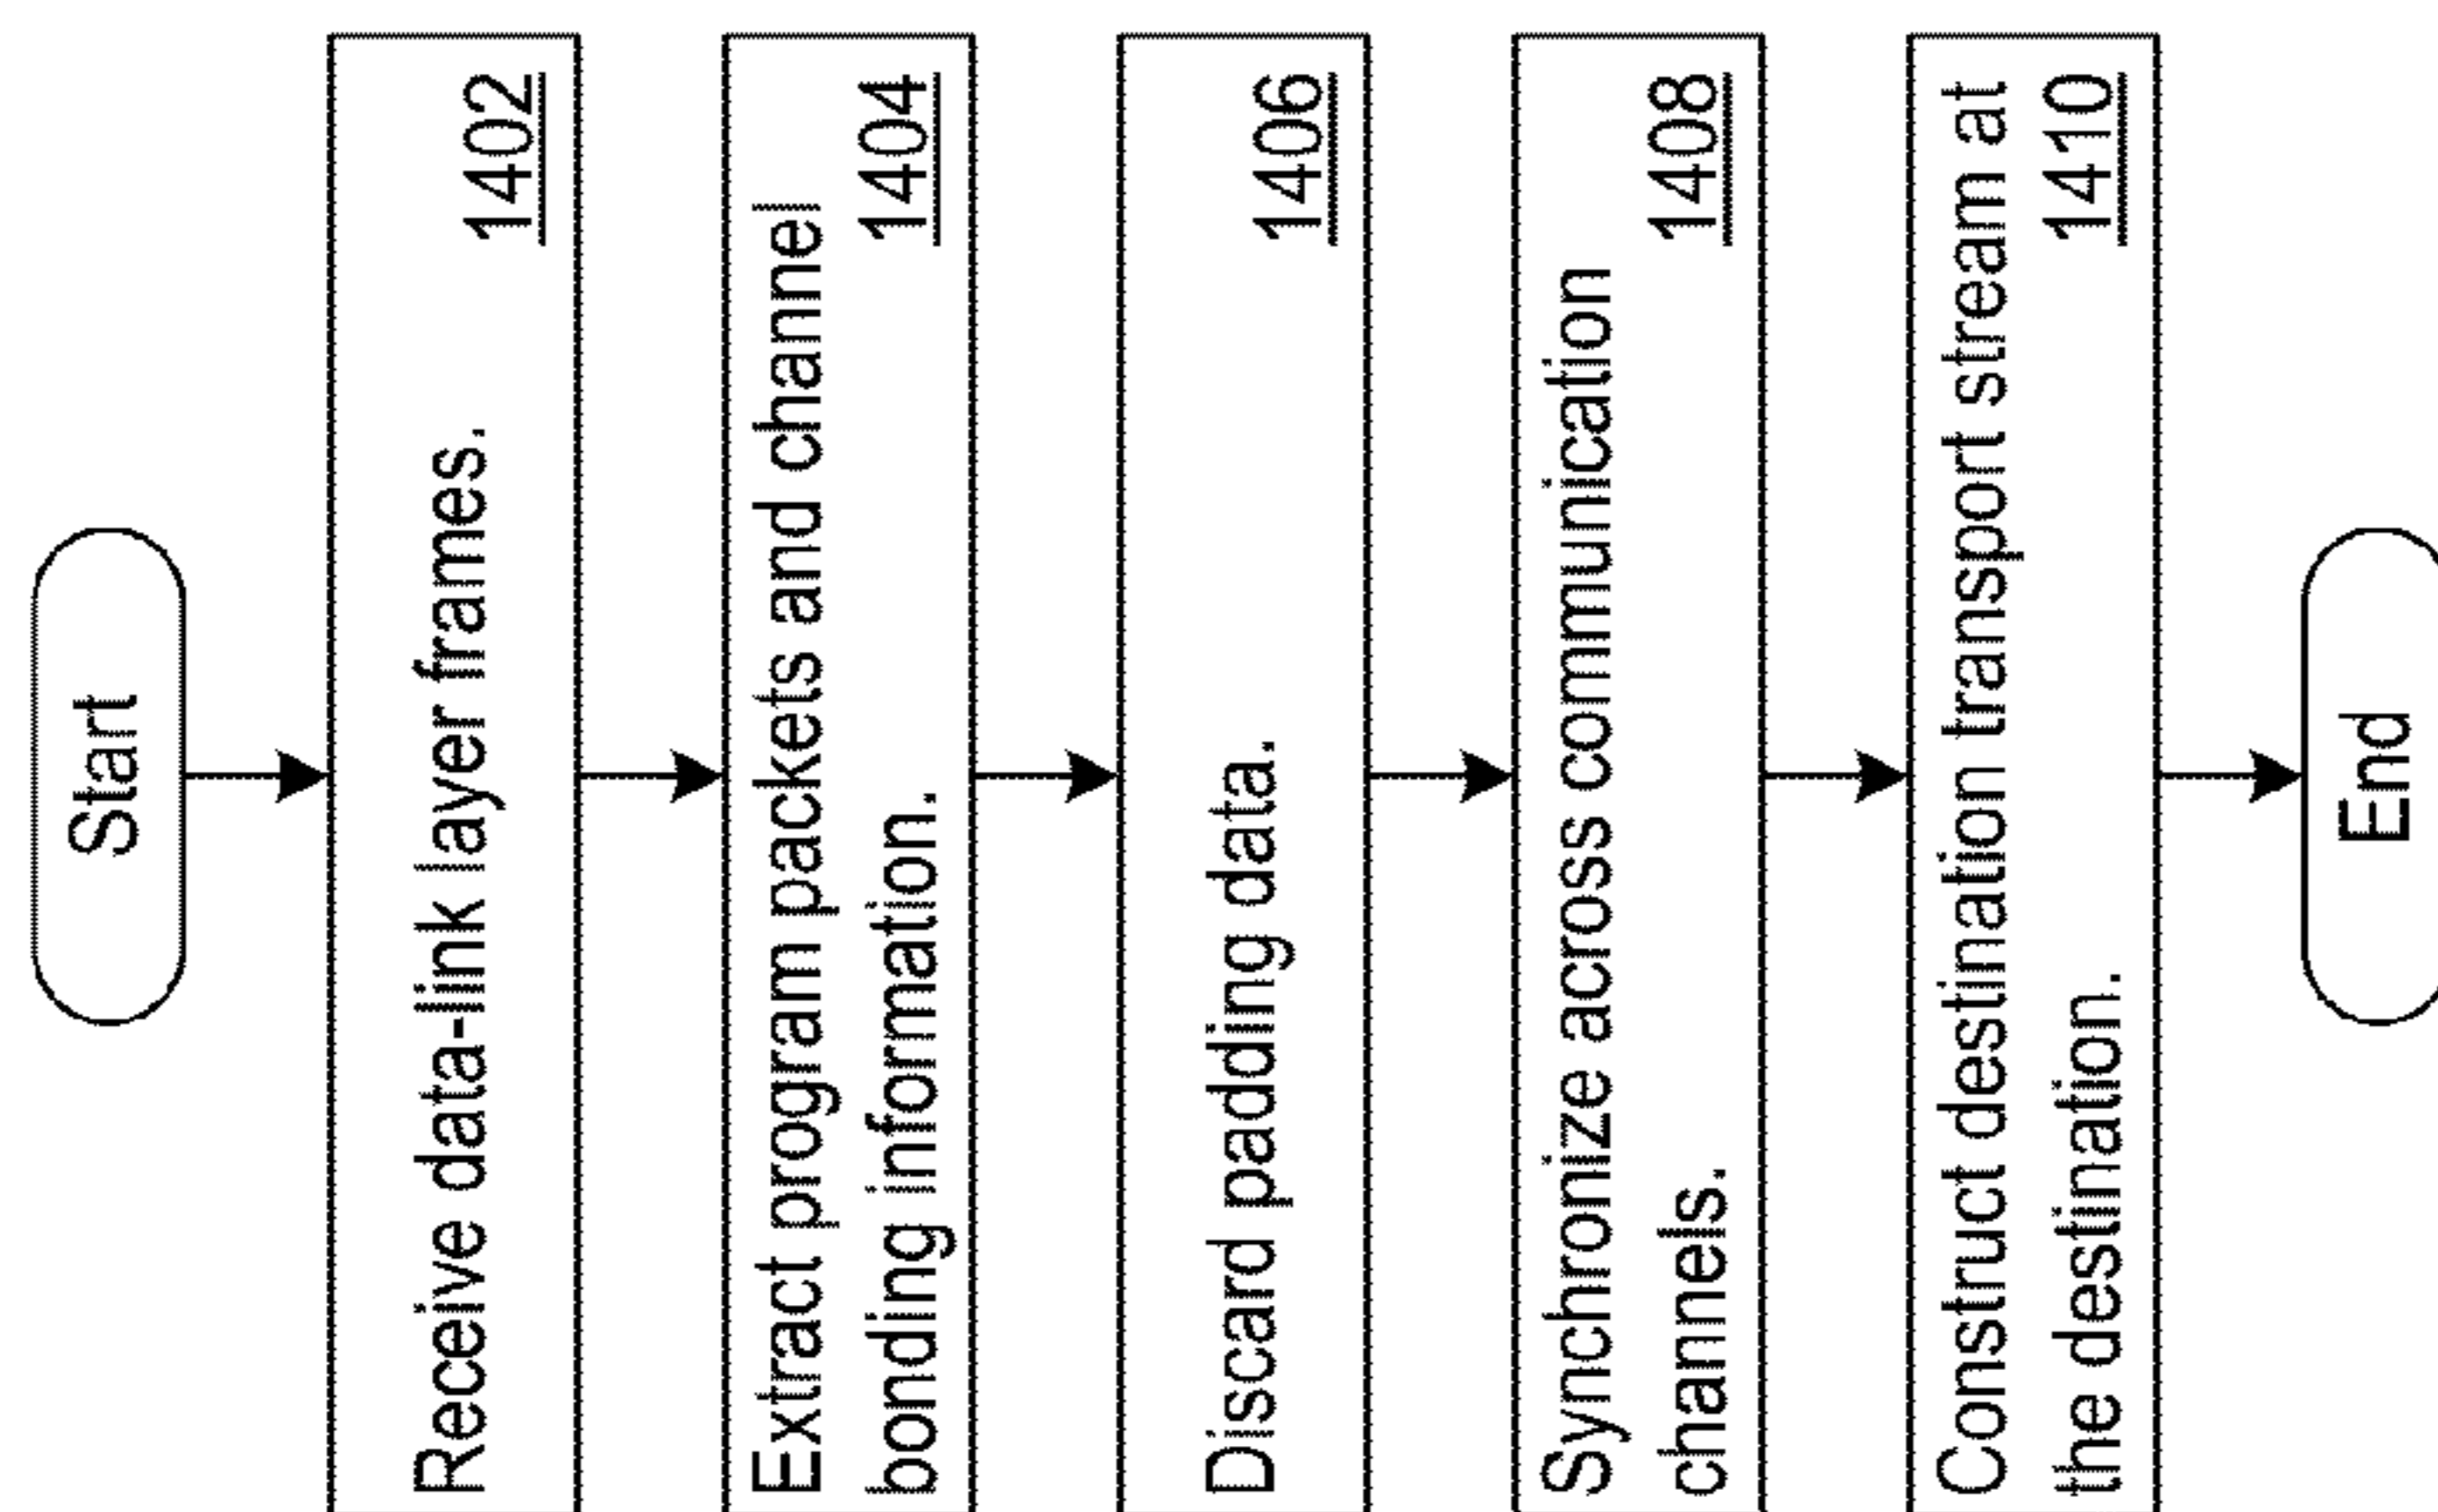 Start
Receive data-link layer frames.
1402
Extract program packets and channel
bonding information.
1404
Discard padding data.
1406
Synchronize across communication
channels.
1408
Construct destination transport stream at
the destination.
1410
End